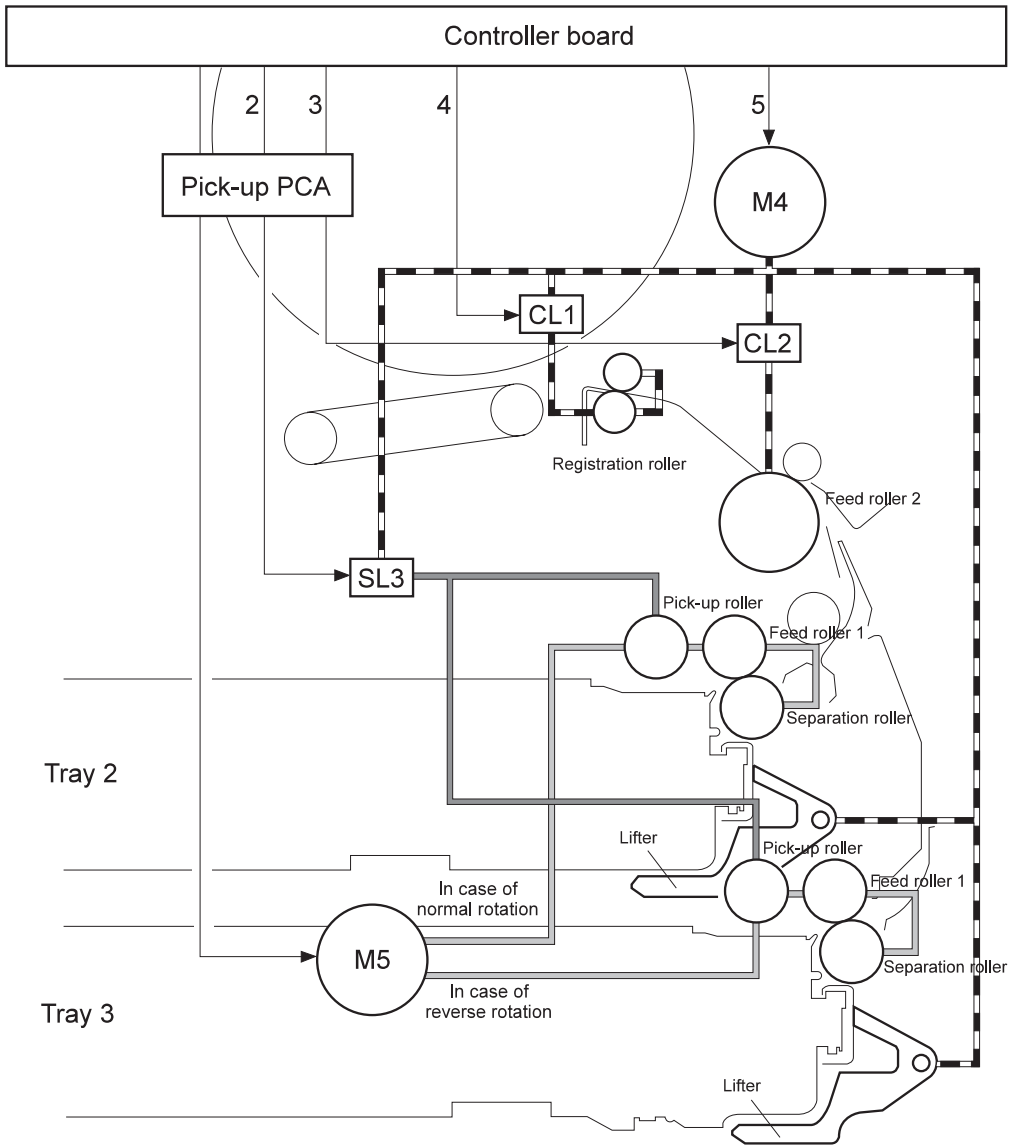 Controller board
2
3
4
5
Pick-up PCA
M4
CL1
CL2
Registration roller
Feed roller 2
SL3
Pick-up roller
Feed roller 1
Separation roller
Tray 2
Lifter
Pick-up roller
Feed roller 1
In case of
normal rotation
M5
Separation roller
In case of
reverse rotation
Tray 3
Lifter